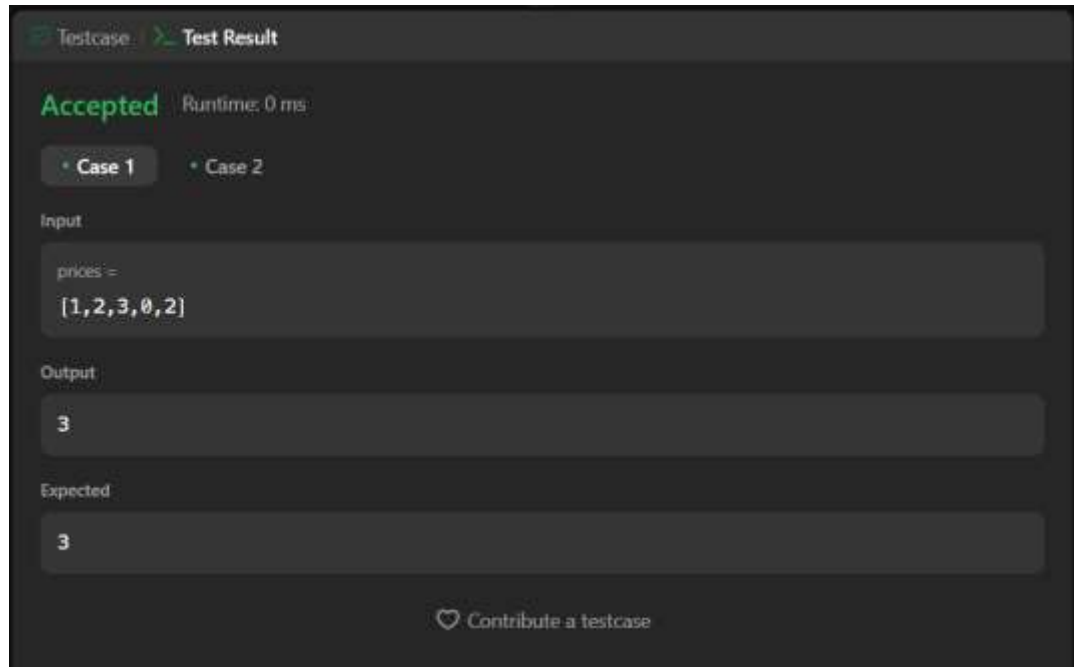 Testcase >_ Test Result
Accepted Runtime: 0 ms
• Case 1 • Case 2
Input
prices =
[1,2,3,0,2]
Output
3
Expected
3
Contribute a testcase